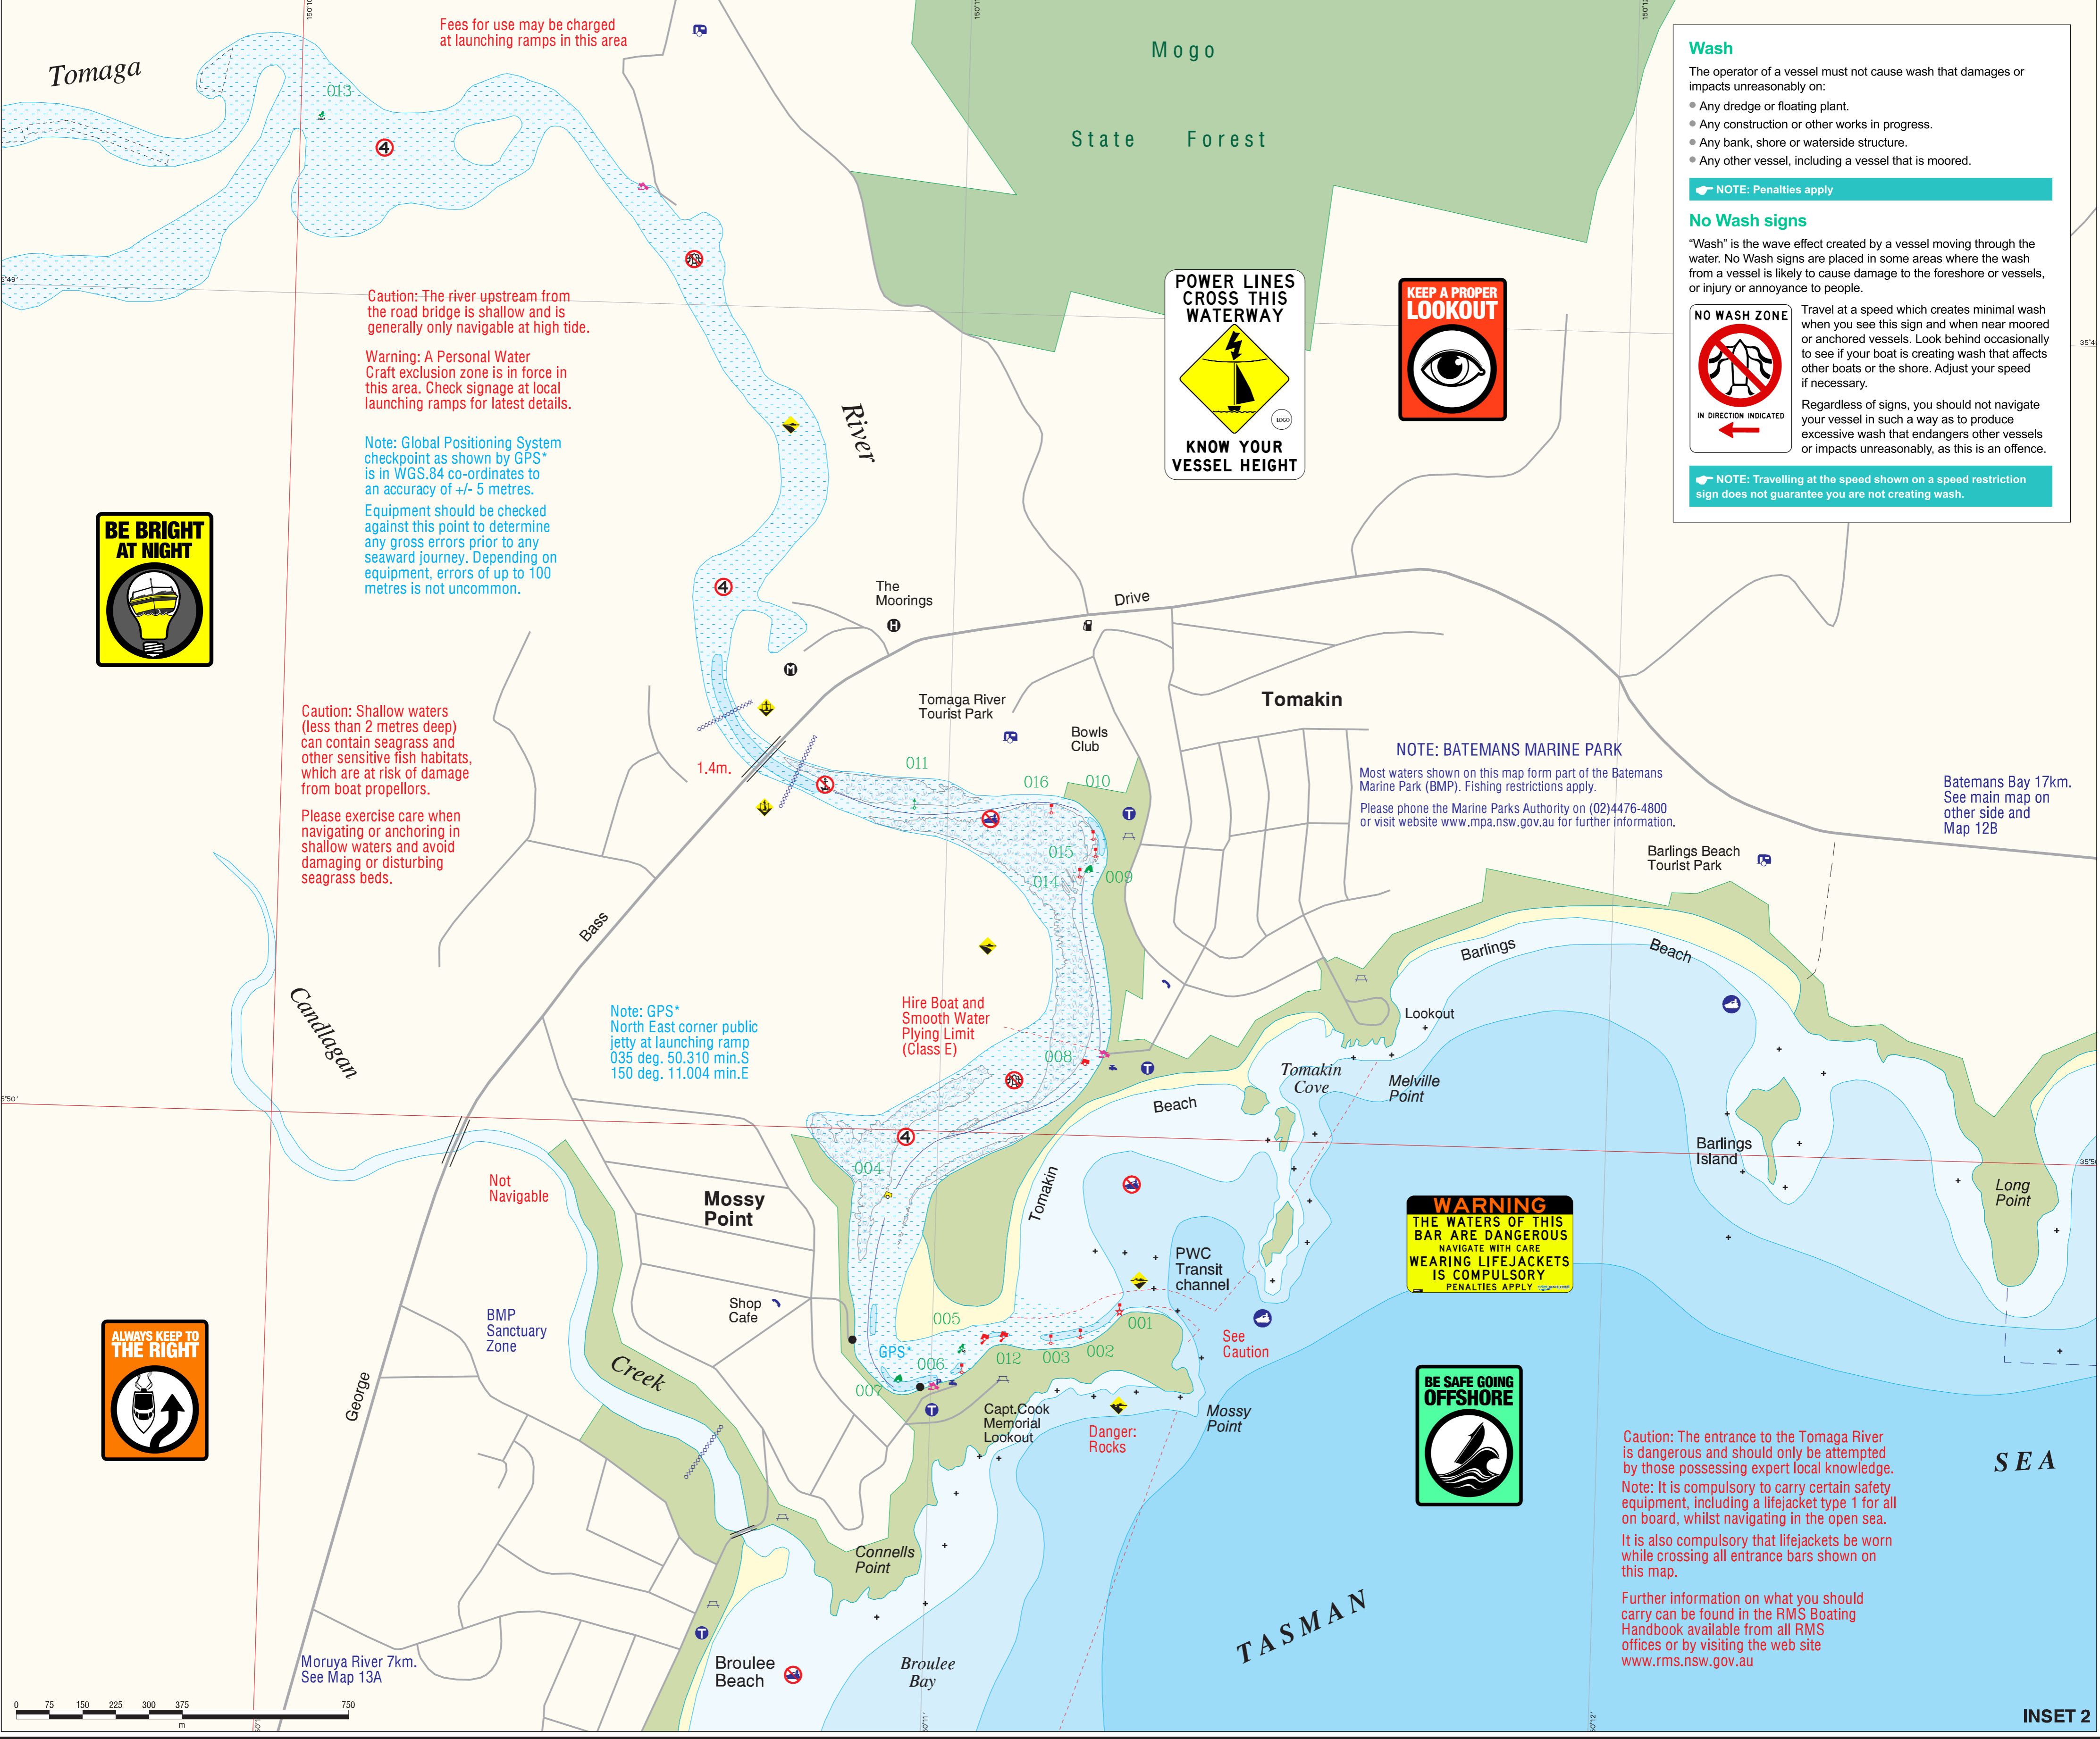 Tomaga
Fees for use may be charged
at launching ramps in this area
150°11'
Mogo
State Forest
013
4
Caution: The river upstream from
the road bridge is shallow and is
generally only navigable at high tide.
Warning: A Personal Water
Craft exclusion zone is in force in
this area. Check signage at local
launching ramps for latest details.
Note: Global Positioning System
checkpoint as shown by GPS*
is in WGS.84 co-ordinates to
an accuracy of +/- 5 metres.
Equipment should be checked
against this point to determine
any gross errors prior to any
seaward journey. Depending on
equipment, errors of up to 100
metres is not uncommon.
River
POWER LINES
CROSS THIS
WATERWAY
LOGO
KNOW YOUR
VESSEL HEIGHT
KEEP A PROPER
LOOKOUT
Wash
The operator of a vessel must not cause wash that damages or
impacts unreasonably on:
Any dredge or floating plant.
Any construction or other works in progress.
Any bank, shore or waterside structure.
Any other vessel, including a vessel that is moored.
NOTE: Penalties apply
No Wash signs
“Wash” is the wave effect created by a vessel moving through the
water. No Wash signs are placed in some areas where the wash
from a vessel is likely to cause damage to the foreshore or vessels,
or injury or annoyance to people.
NO WASH ZONE
IN DIRECTION INDICATED
Travel at a speed which creates minimal wash
when you see this sign and when near moored
or anchored vessels. Look behind occasionally
to see if your boat is creating wash that affects
other boats or the shore. Adjust your speed
if necessary.
Regardless of signs, you should not navigate
your vessel in such a way as to produce
excessive wash that endangers other vessels
or impacts unreasonably, as this is an offence.
NOTE: Travelling at the speed shown on a speed restriction
sign does not guarantee you are not creating wash.
BE BRIGHT
AT NIGHT
4
The
Moorings
H
M
Drive
Tomaga River
Tourist Park
Tomakin
Bowls
Club
1.4m.
011
016
010
T
015
014
009
Caution: Shallow waters
(less than 2 metres deep)
can contain seagrass and
other sensitive fish habitats,
which are at risk of damage
from boat propellors.
Please exercise care when
navigating or anchoring in
shallow waters and avoid
damaging or disturbing
seagrass beds.
NOTE: BATEMANS MARINE PARK
Most waters shown on this map form part of the Batemans
Marine Park (BMP). Fishing restrictions apply.
Please phone the Marine Parks Authority on (02)4476-4800
or visit website www.mpa.nsw.gov.au for further information.
Batemans Bay 17km.
See main map on
other side and
Map 12B
Barlings Beach
Tourist Park
Bass
Barlings
Beach
Candlagan
Note: GPS*
North East corner public
jetty at launching ramp
035 deg. 50.310 min.S
150 deg. 11.004 min.E
Hire Boat and
Smooth Water
Plying Limit
(Class E)
008
T
Lookout
Tomakin
Cove
Melville
Point
Beach
Tomakin
4
004
Barlings
Island
Long
Point
Not
Navigable
Mossy
Point
PWC
Transit
channel
WARNING
THE WATERS OF THIS
BAR ARE DANGEROUS
NAVIGATE WITH CARE
WEARING LIFEJACKETS
IS COMPULSORY
PENALTIES APPLY
Shop
Cafe
BMP
Sanctuary
Zone
ALWAYS KEEP TO
THE RIGHT
005
001
See
Caution
GPS*
006
012
003
002
007
P
T
Creek
George
Capt.Cook
Memorial
Lookout
Danger:
Rocks
Mossy
Point
BE SAFE GOING
OFFSHORE
Caution: The entrance to the Tomaga River
is dangerous and should only be attempted
by those possessing expert local knowledge.
Note: It is compulsory to carry certain safety
equipment, including a lifejacket type 1 for all
on board, whilst navigating in the open sea.
It is also compulsory that lifejackets be worn
while crossing all entrance bars shown on
this map.
Further information on what you should
carry can be found in the RMS Boating
Handbook available from all RMS
offices or by visiting the web site
www.rms.nsw.gov.au
TASMAN
SEA
Connells
Point
T
Moruya River 7km.
See Map 13A
Broulee
Beach
Broulee
Bay
0 75 150 225 300 375 750
m
INSET 2